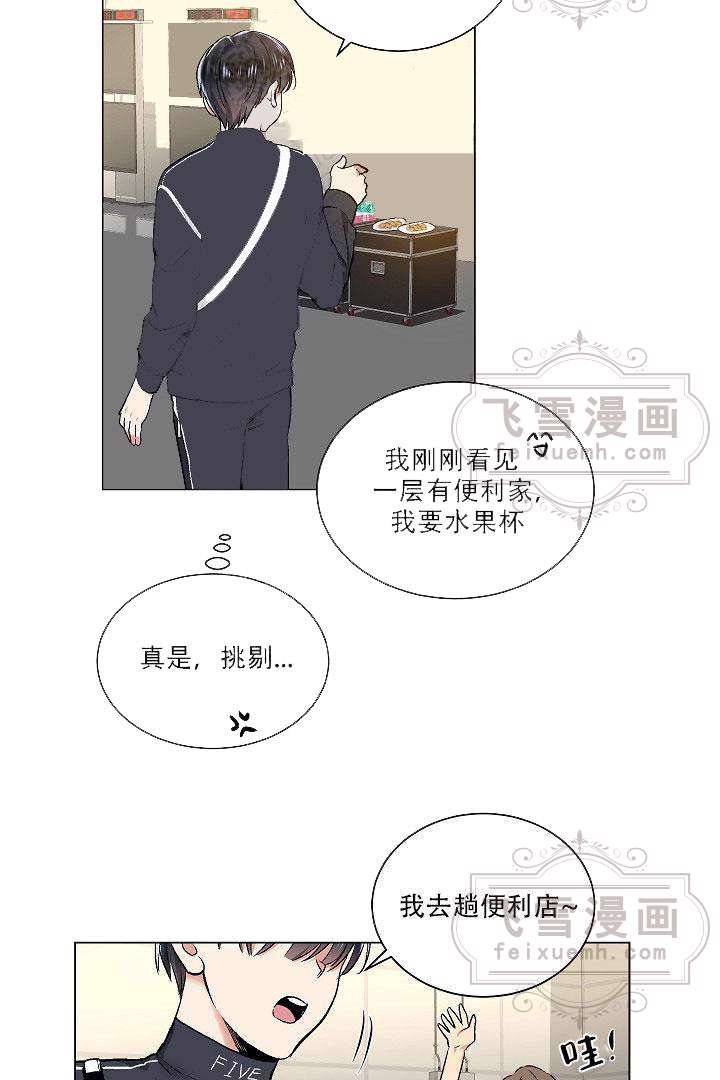 飞雪漫画
feixuemh.com
我刚刚看见
一层有便利家,
我要水果杯
真是，挑剔...
飞雪漫画
feixuemh.com
我去趟便利店~
哇!
FIVE